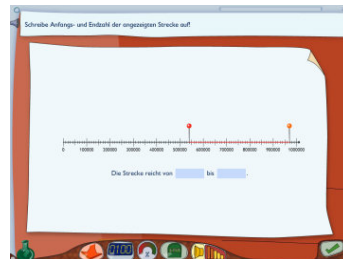 Schreibe Anfangs- und Endzahl der angezeigten Strecke auf!
0 100000 200000 300000 400000 500000 600000 700000 800000 900000 1000000
Die Strecke reicht von bis .
0100